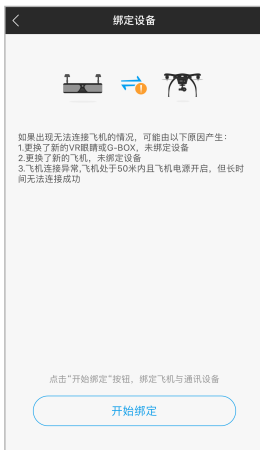 绑定设备
如果出现无法连接飞机的情况，可能由以下原因产生：
1.更换了新的VR眼睛或G-BOX，未绑定设备
2.更换了新的飞机，未绑定设备
3.飞机连接异常,飞机处于50米内且飞机电源开启，但长时
间无法连接成功
点击“开始绑定”按钮，绑定飞机与通讯设备
开始绑定